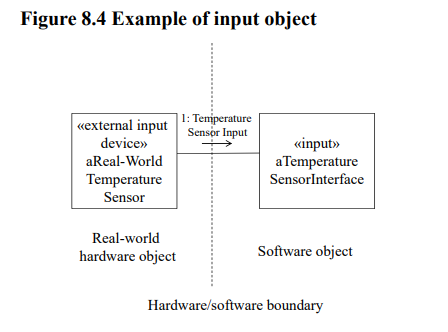 Figure 8.4 Example of input object
«external input
device»
aReal-World
Temperature
Sensor
1: Temperature
Sensor Input
«input»
aTemperature
SensorInterface
Real-world
hardware object
Software object
Hardware/software boundary